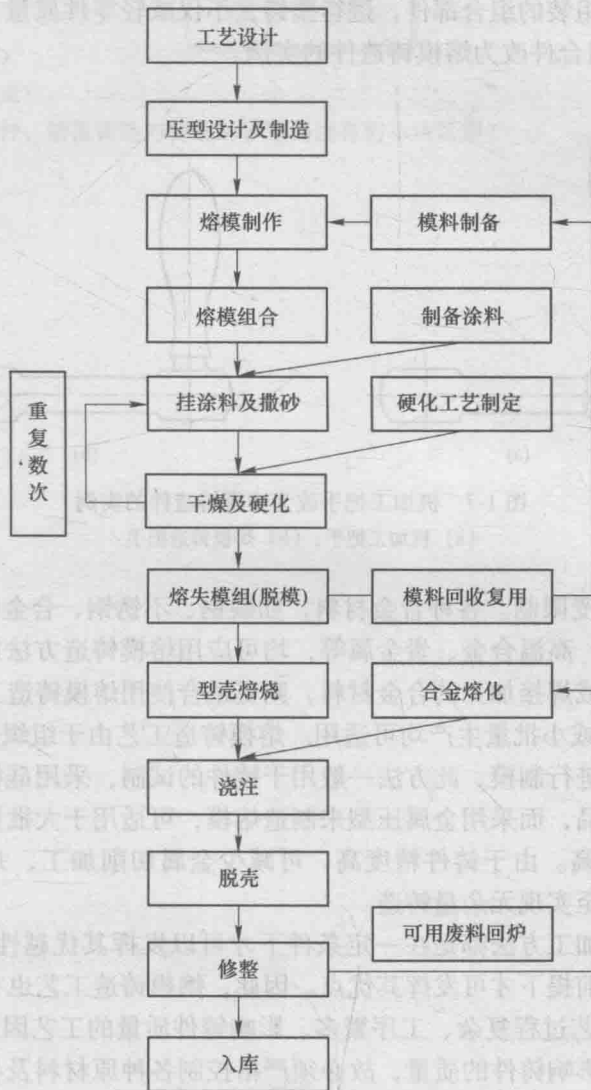 工艺设计
压型设计及制造
熔模制作
模料制备
熔模组合
制备涂料
重复数次
挂涂料及撒砂
硬化工艺制定
干燥及硬化
熔失模组(脱模)
模料回收复用
型壳焙烧
合金熔化
浇注
脱壳
可用废料回炉
修整
入库